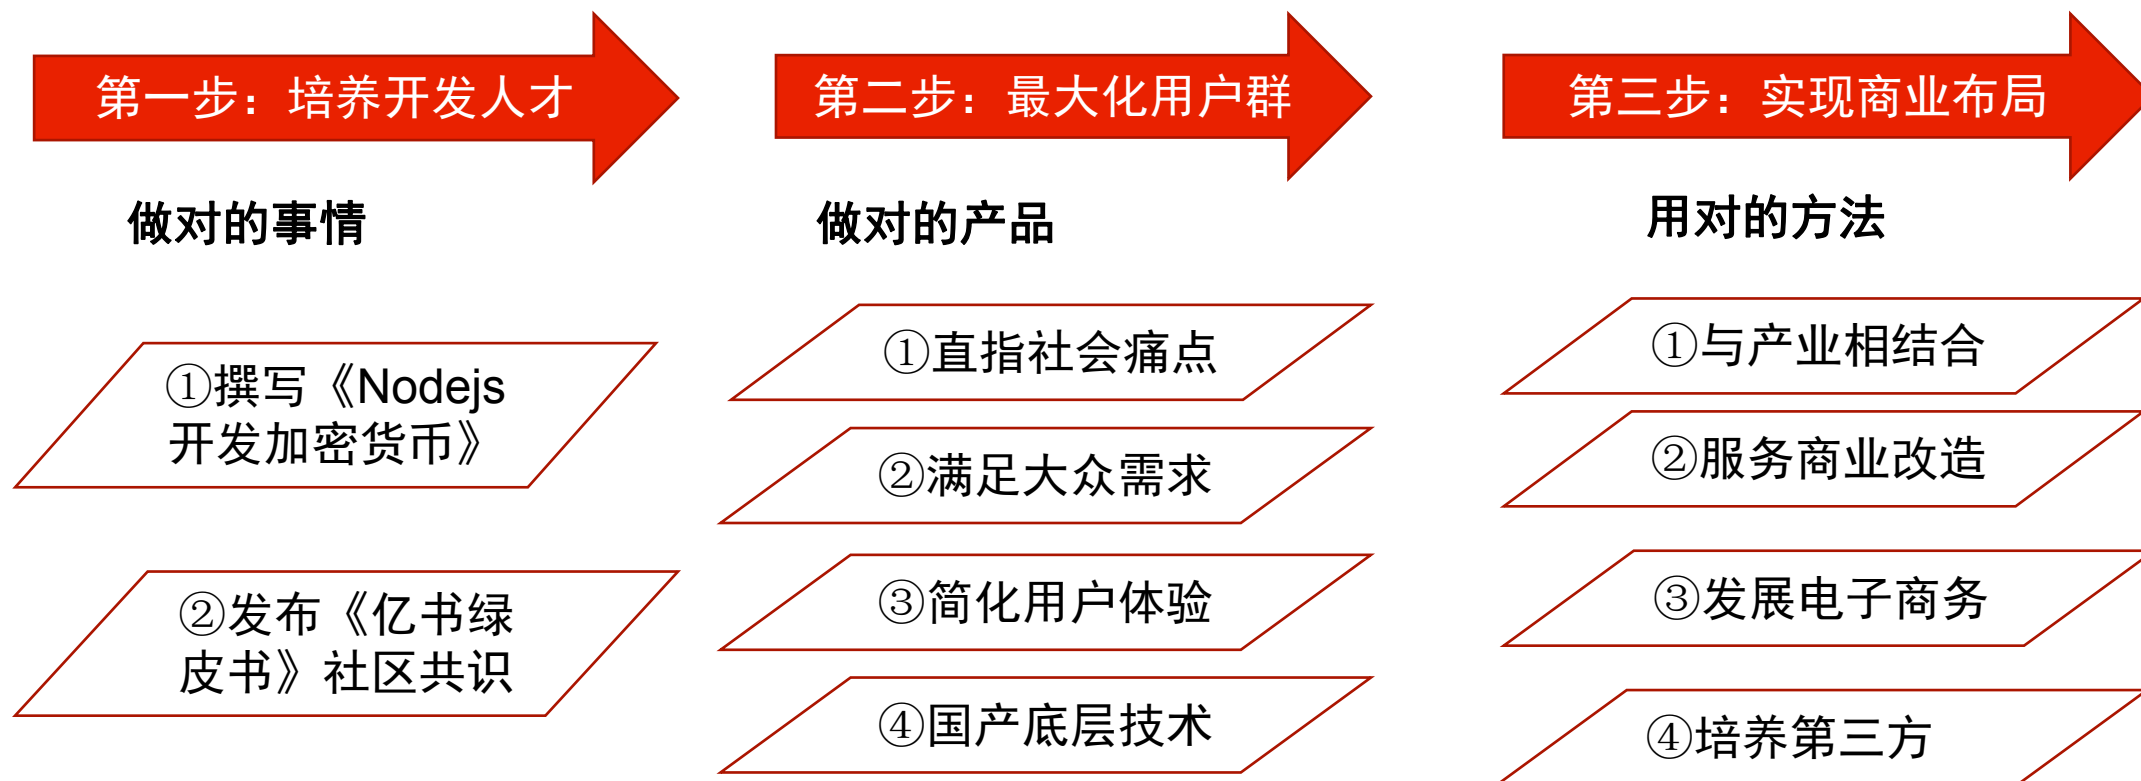 第一步：培养开发人才
做对的事情
①撰写《Nodejs
开发加密货币》
②发布《亿书绿
皮书》社区共识
第二步：最大化用户群
做对的产品
①直指社会痛点
②满足大众需求
③简化用户体验
④国产底层技术
第三步：实现商业布局
用对的方法
①与产业相结合
②服务商业改造
③发展电子商务
④培养第三方